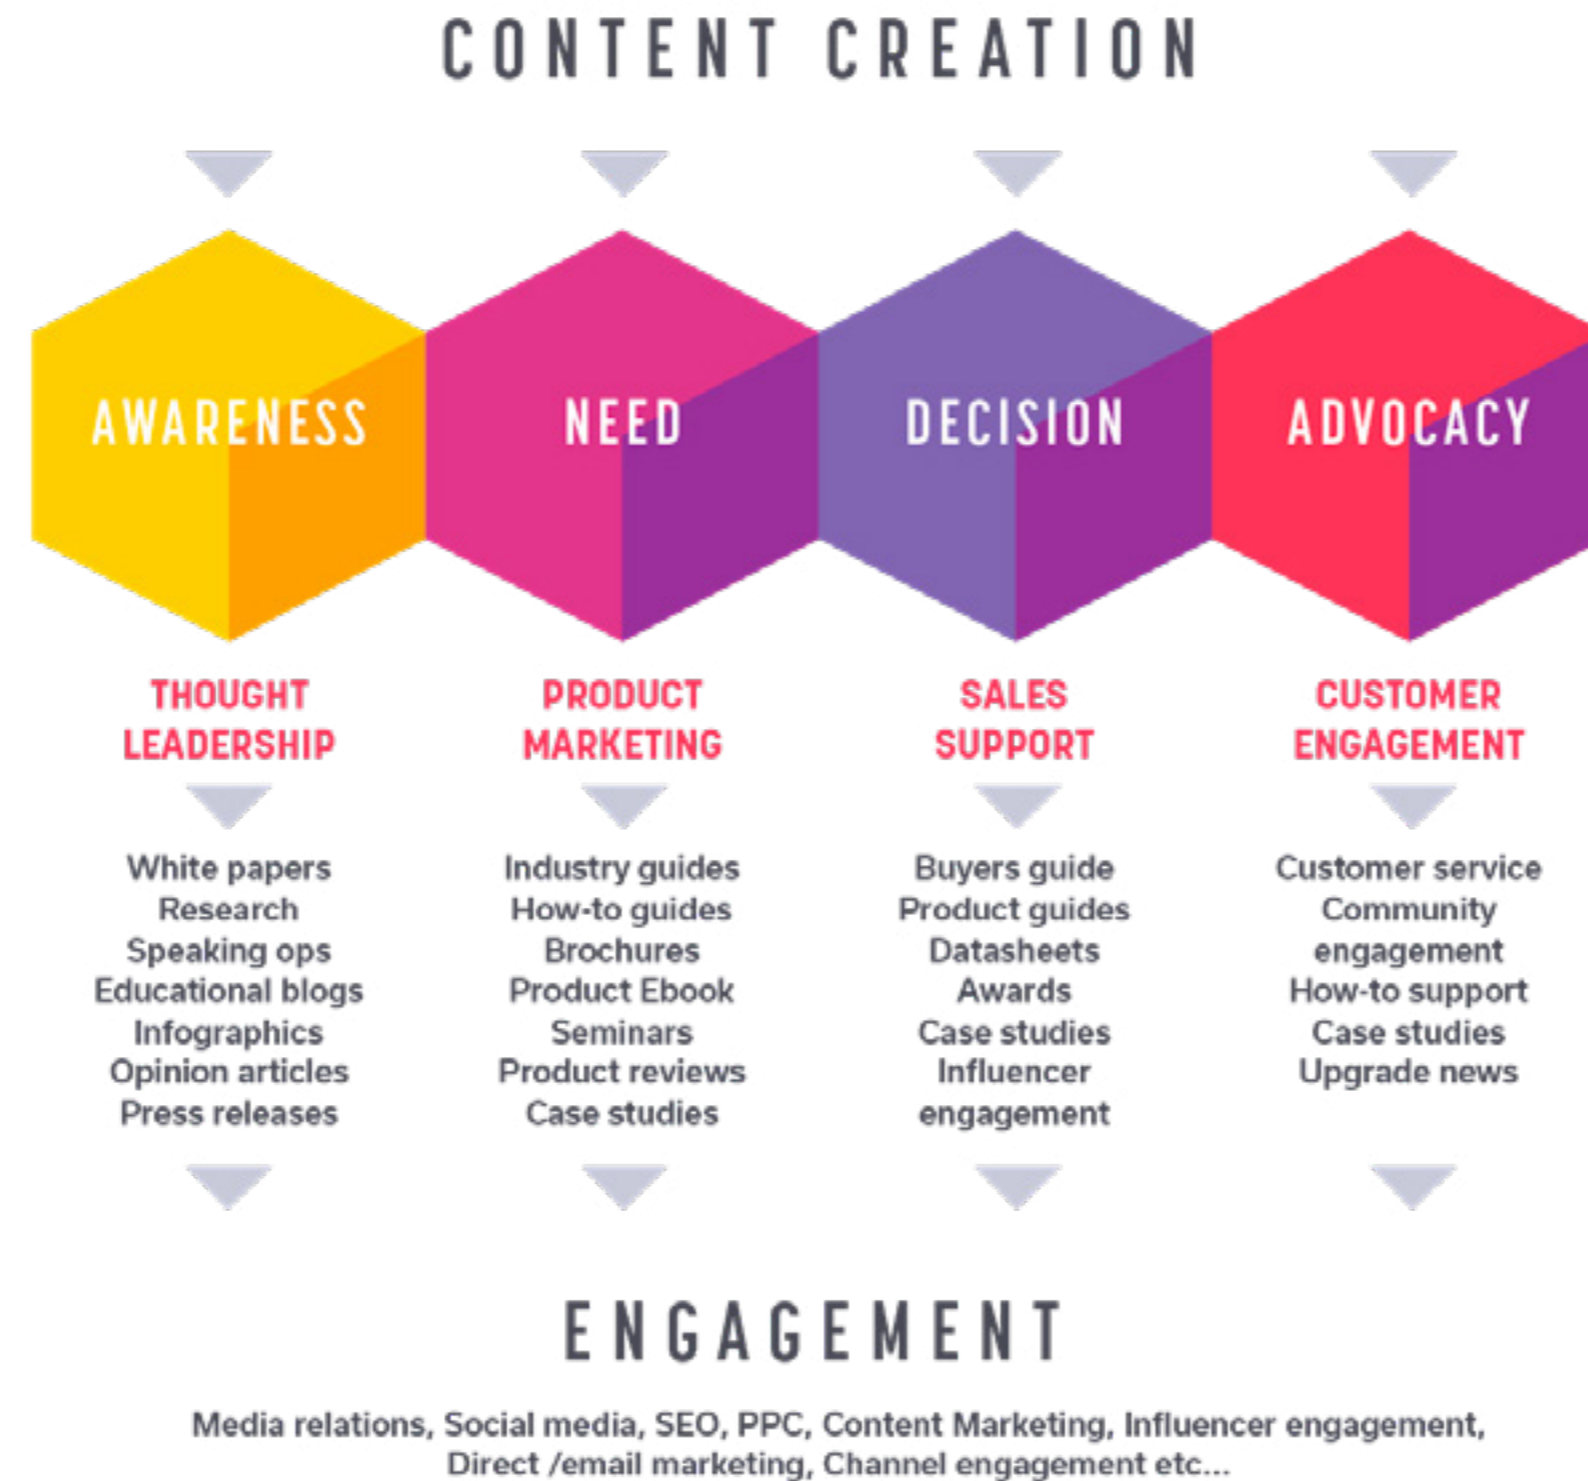 CONTENT CREATION
AWARENESS
NEED
DECISION
ADVOCACY
THOUGHT
LEADERSHIP
White papers
Research
Speaking ops
Educational blogs
Infographics
Opinion articles
Press releases
PRODUCT
MARKETING
Industry guides
How-to guides
Brochures
Product Ebook
Seminars
Product reviews
Case studies
SALES
SUPPORT
Buyers guide
Product guides
Datasheets
Awards
Case studies
Influencer
engagement
CUSTOMER
ENGAGEMENT
Customer service
Community
engagement
How-to support
Case studies
Upgrade news
ENGAGEMENT
Media relations, Social media, SEO, PPC, Content Marketing, Influencer engagement,
Direct /email marketing, Channel engagement etc...